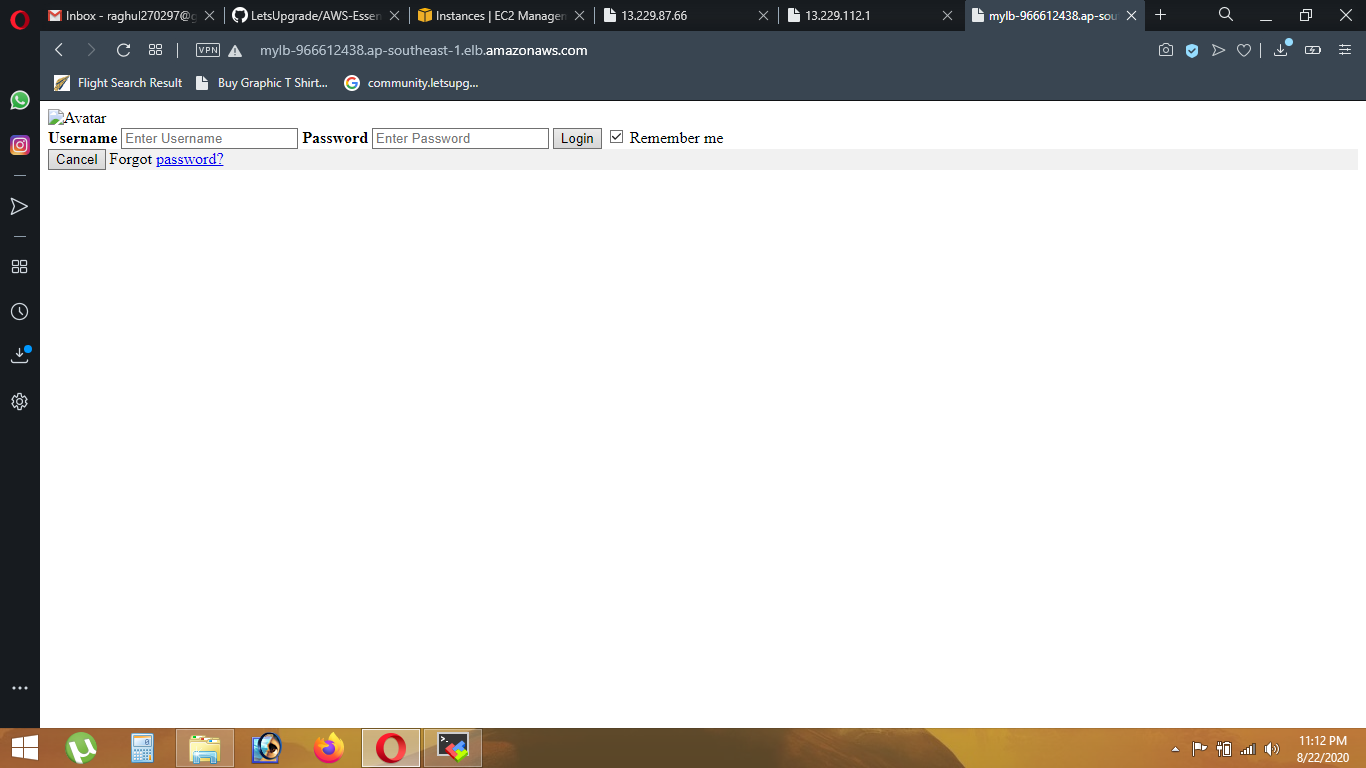 Inbox - raghul270297@g
LetsUpgrade/AWS-Essen
Instances | EC2 Managen
13.229.87.66
13.229.112.1
mylb-966612438.ap-sou
VPN
mylb-966612438.ap-southeast-1.elb.amazonaws.com
Flight Search Result
Buy Graphic T Shirt...
community.letsupg...
Avatar
Username Enter Username Password Enter Password Login Remember me
Cancel Forgot password?
11:12 PM
8/22/2020